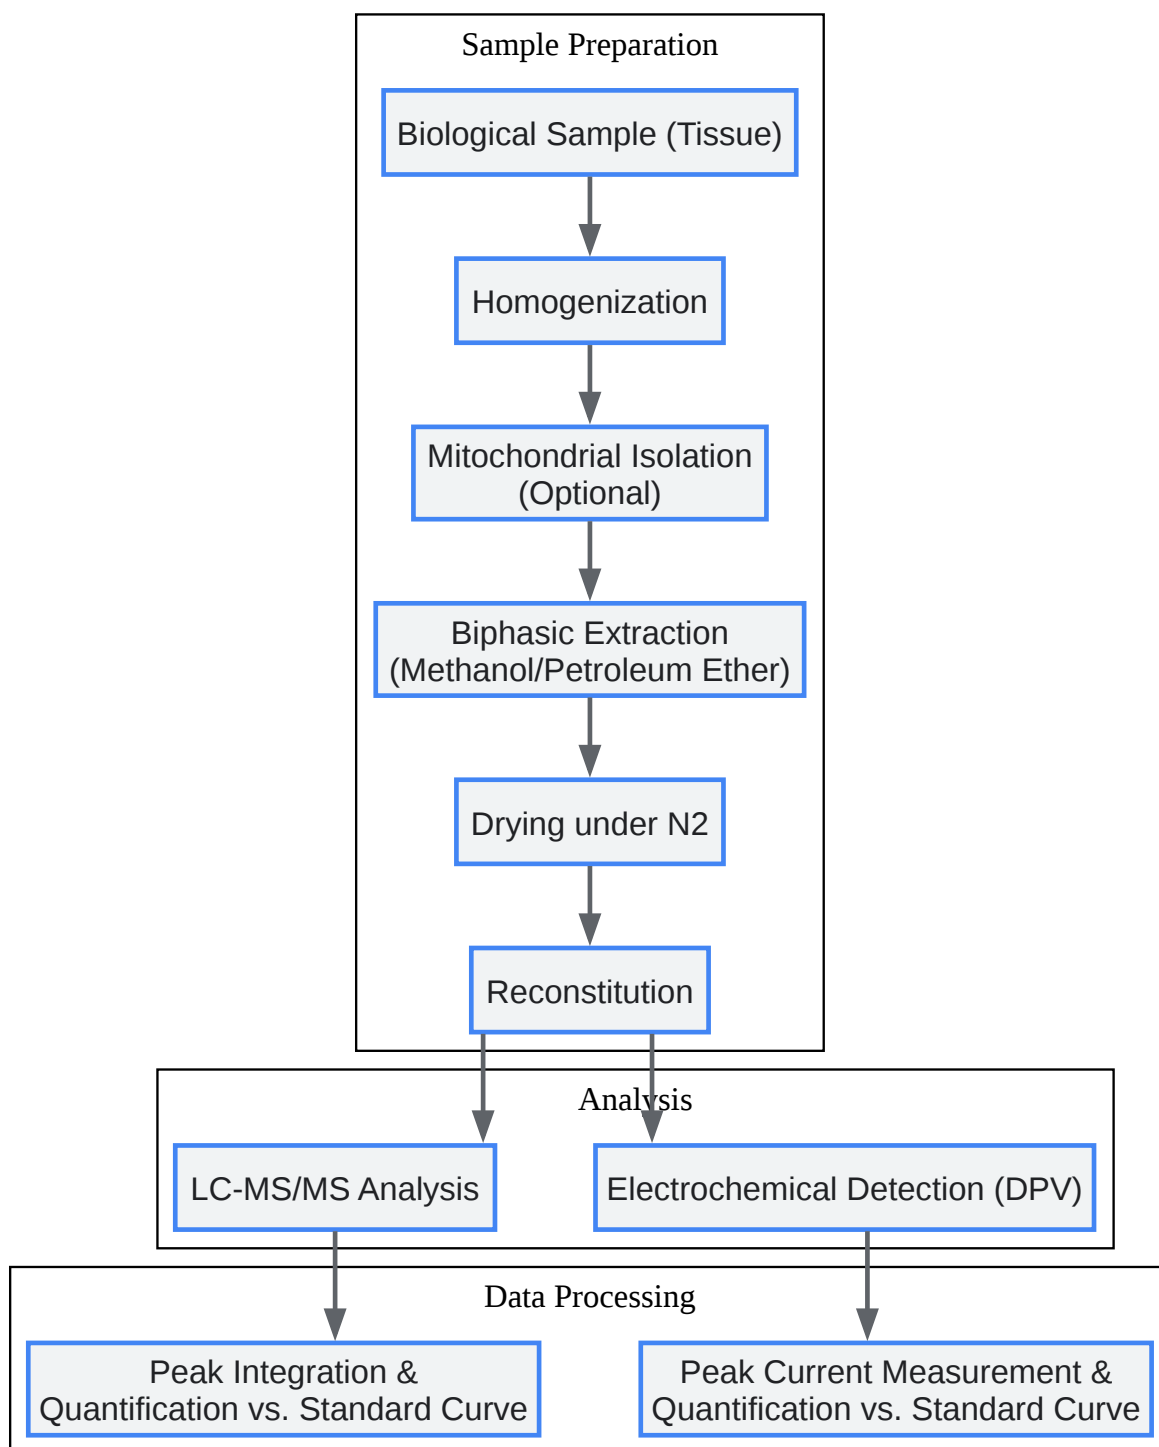 Sample Preparation
Biological Sample (Tissue)
Homogenization
Mitochondrial Isolation
(Optional)
Biphasic Extraction
(Methanol/Petroleum Ether)
Drying under N2
Reconstitution
Analysis
LC-MS/MS Analysis
Electrochemical Detection (DPV)
Data Processing
Peak Integration &
Quantification vs. Standard Curve
Peak Current Measurement &
Quantification vs. Standard Curve